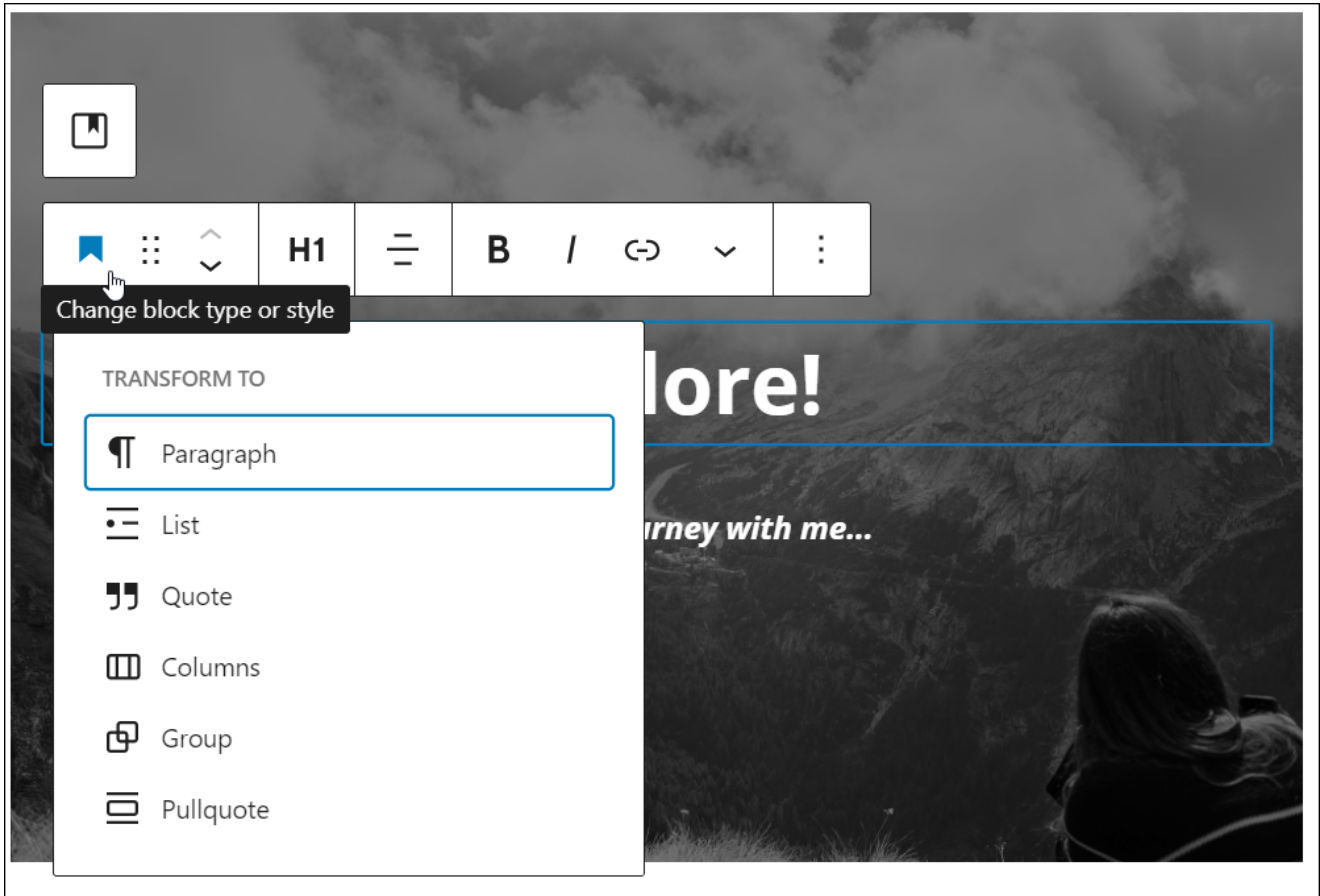 H1
B I
Change block type or style
TRANSFORM TO
lore!
Paragraph
List
urney with me...
Quote
Columns
Group
Pullquote